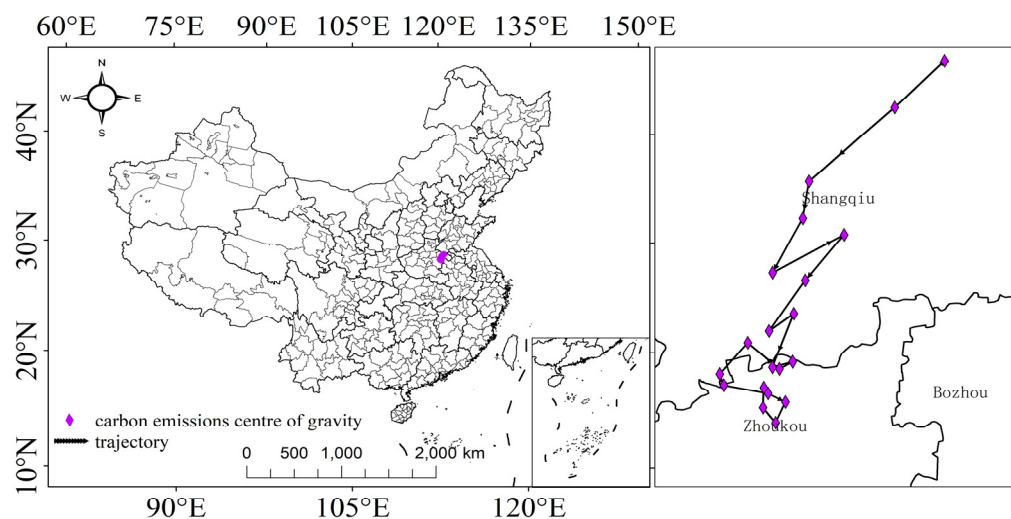 60°E 75°E 90°E 105°E 120°E 135°E 150°E
N
W E
S
40°N
30°N
20°N
10°N
carbon emissions centre of gravity
trajectory
0 500 1,000 2,000 km
90°E 105°E 120°E
Shangqiu
Bozhou
Zhoukou